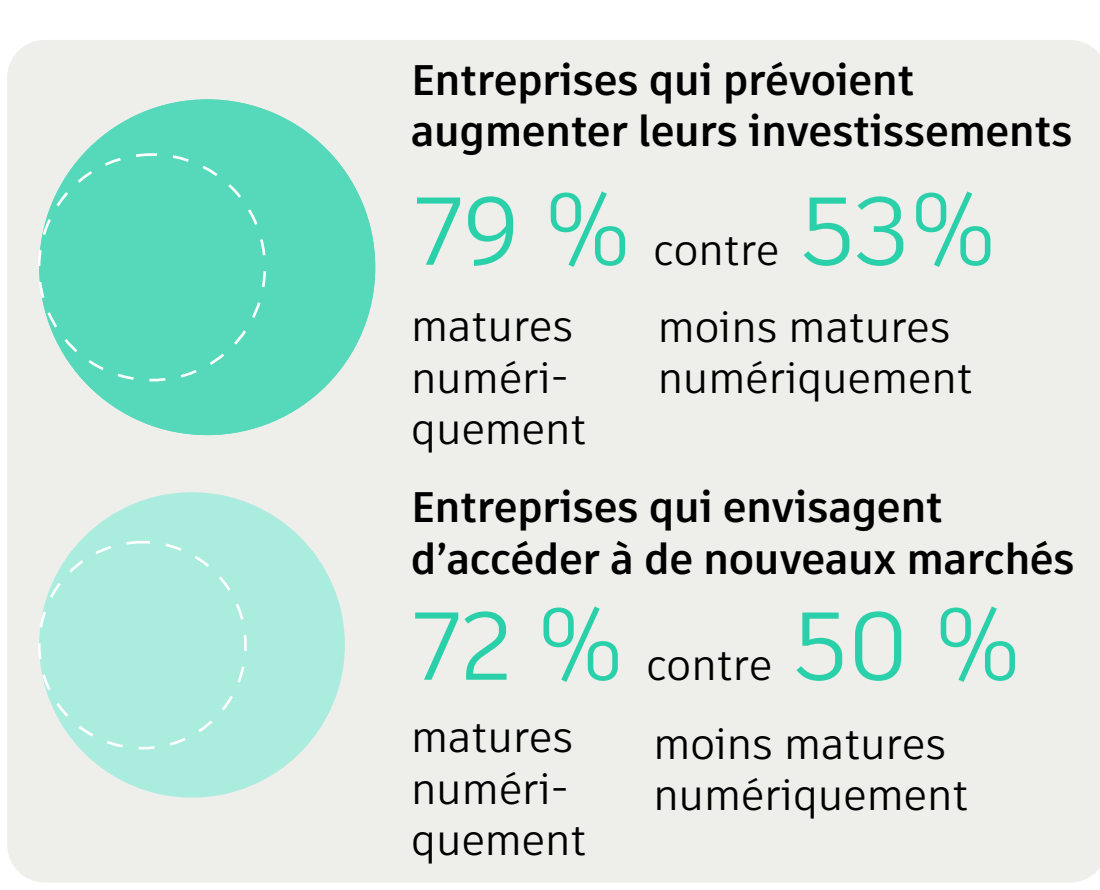 Entreprises qui prévoient
augmenter leurs investissements
79 % contre 53%
matures
numéri-
quement
moins matures
numériquement
Entreprises qui envisagent
d’accéder à de nouveaux marchés
72 % contre 50 %
matures
numéri-
quement
moins matures
numériquement